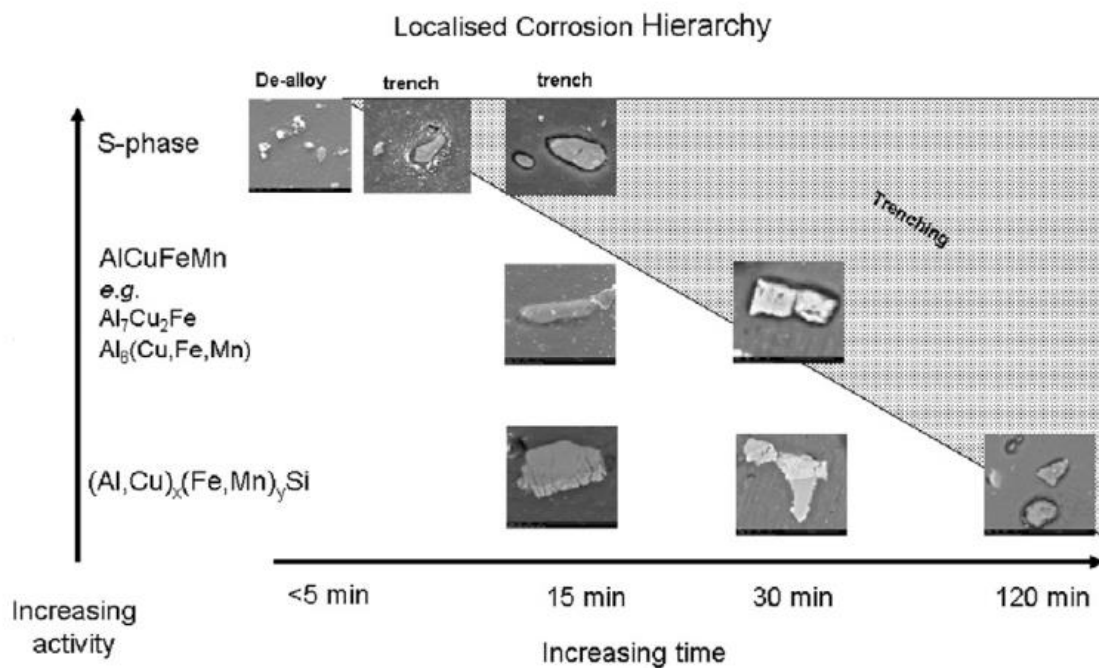 Localised Corrosion Hierarchy
De-alloy
trench
trench
S-phase
Trenching
AlCuFeMn
e.g.
Al₇Cu₂Fe
Al₆(Cu,Fe,Mn)
(Al,Cu)ₓ(Fe,Mn)ᵧSi
<5 min
15 min
30 min
120 min
Increasing
activity
Increasing time